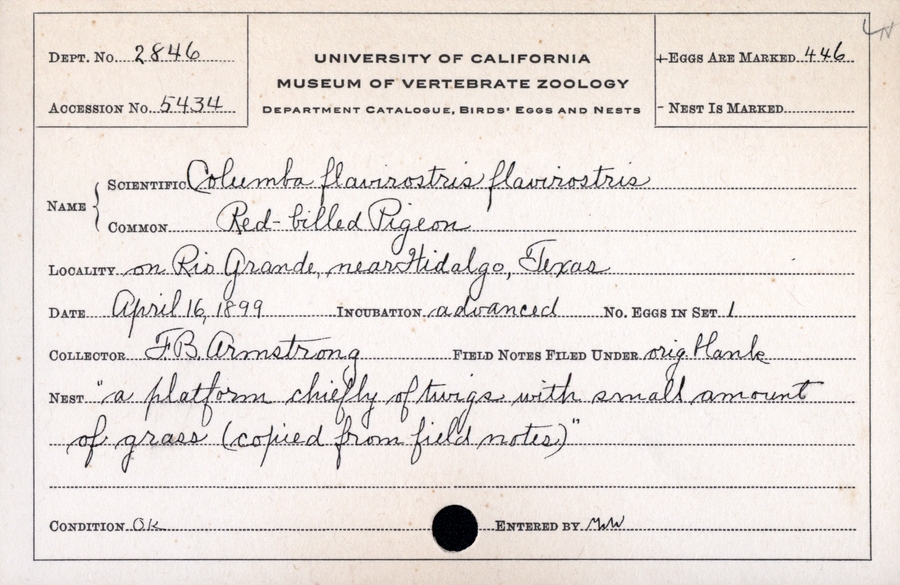 Dept. No. 2846
Accession No. 5434
UNIVERSITY OF CALIFORNIA
MUSEUM OF VERTEBRATE ZOOLOGY
Department Catalogue, Birds' Eggs and Nests
+Eggs Are Marked 446
- Nest Is Marked
Name
Scientific Columba flavirostris flavirostris
Common Red-billed Pigeon
Locality on Rio Grande, near Hidalgo, Texas
Date April 16, 1899 Incubation advanced No. Eggs in Set 1
Collector F.B. Armstrong Field Notes Filed Under orig. blank
Nest "a platform chiefly of twigs with small amount
of grass (copied from field notes)"
Condition OK Entered by